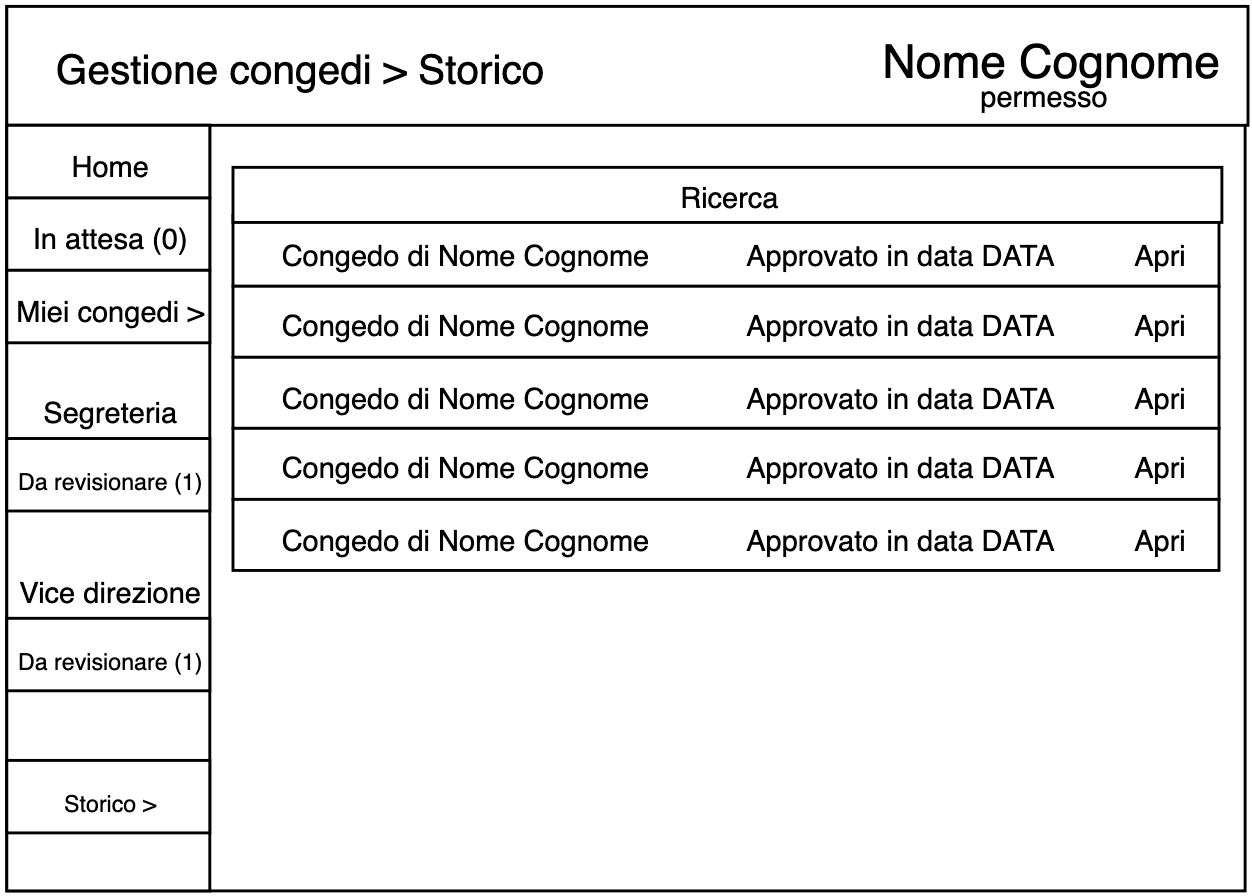 Gestione congedi > Storico
Nome Cognome
permesso
Home
In attesa (0)
Miei congedi >
Segreteria
Da revisionare (1)
Vice direzione
Da revisionare (1)
Storico >
Ricerca
Congedo di Nome Cognome Approvato in data DATA Apri
Congedo di Nome Cognome Approvato in data DATA Apri
Congedo di Nome Cognome Approvato in data DATA Apri
Congedo di Nome Cognome Approvato in data DATA Apri
Congedo di Nome Cognome Approvato in data DATA Apri